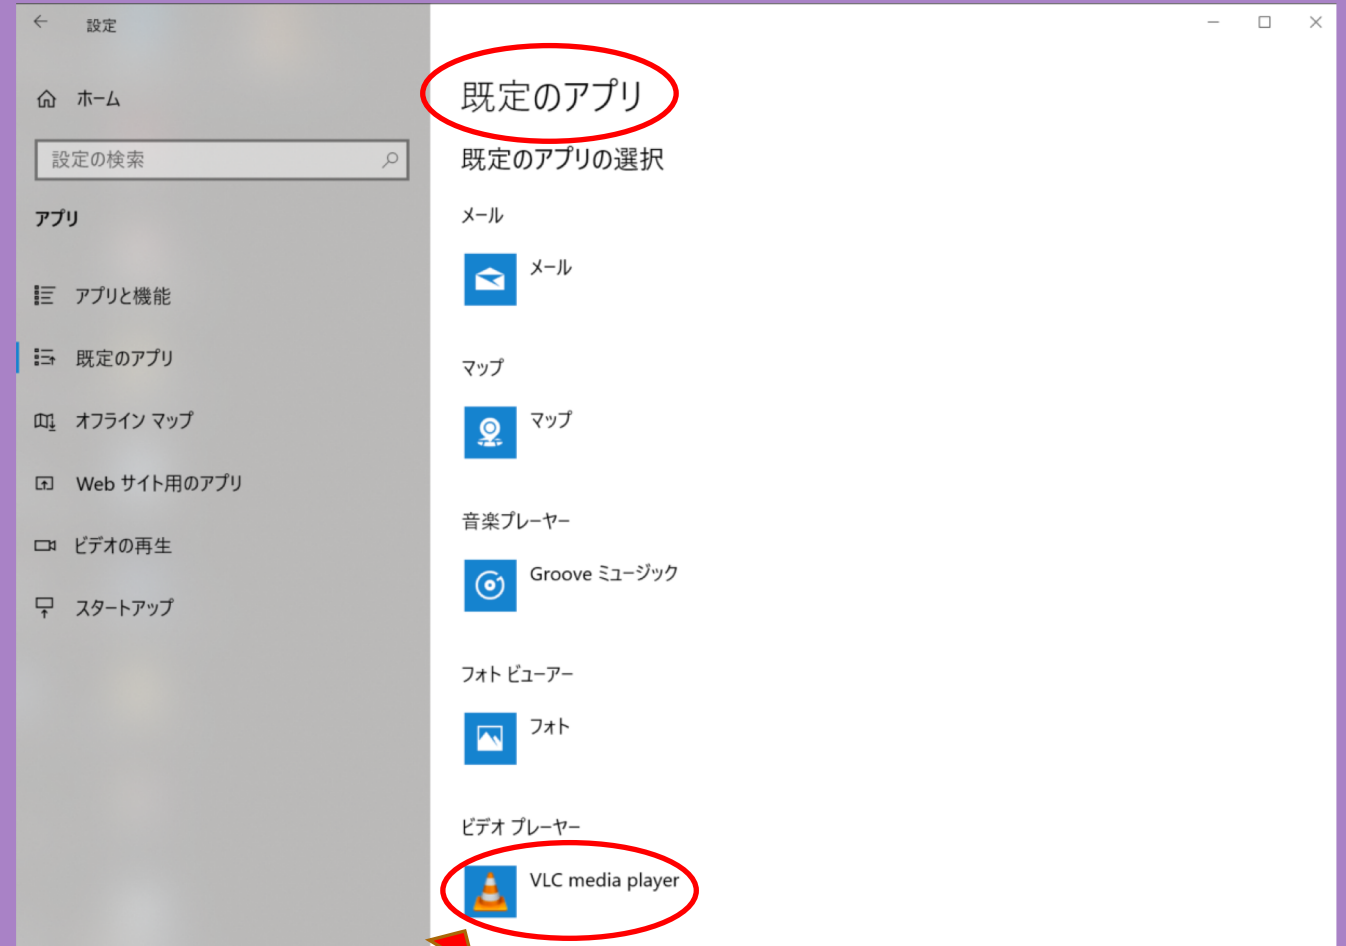 設定
ホーム
設定の検索
アプリ
アプリと機能
既定のアプリ
オフライン マップ
Web サイト用のアプリ
ビデオの再生
スタートアップ
既定のアプリ
既定のアプリの選択
メール
メール
マップ
マップ
音楽プレーヤー
Groove ミュージック
フォト ビューアー
フォト
ビデオ プレーヤー
VLC media player